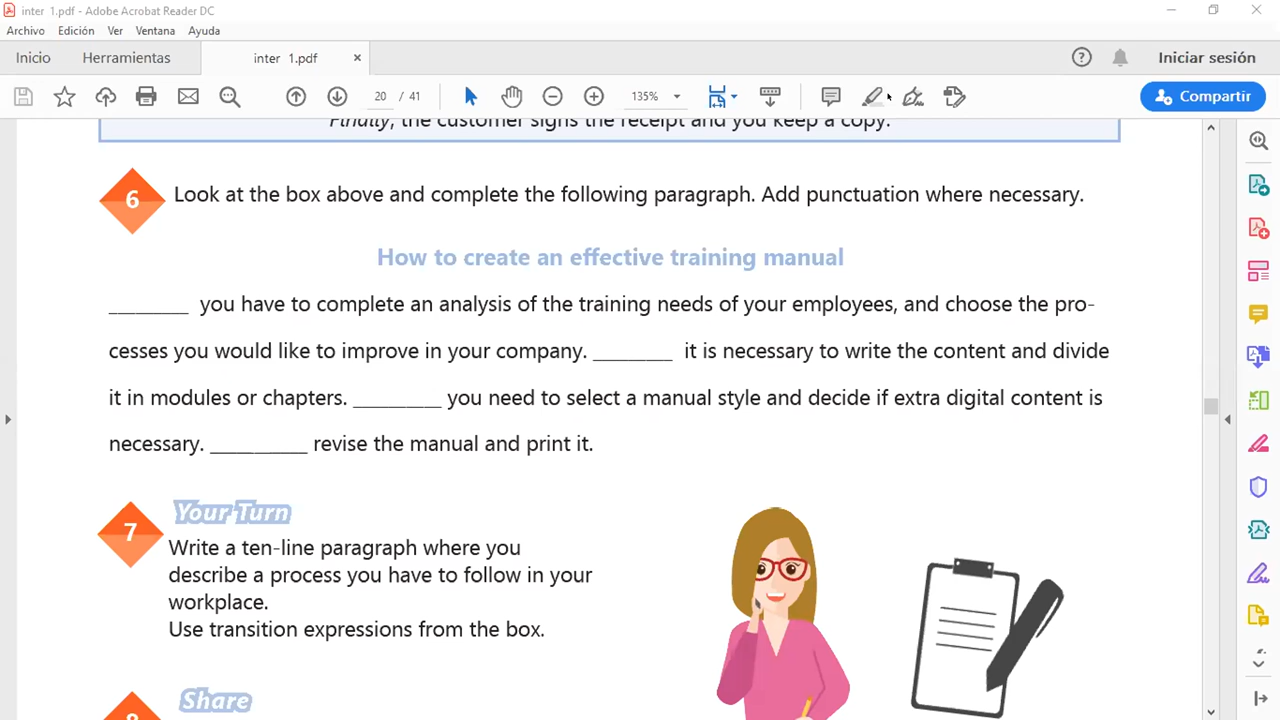 inter 1.pdf - Adobe Acrobat Reader DC
Archivo Edición Ver Ventana Ayuda
Inicio Herramientas inter 1.pdf × Iniciar sesión
20 / 41 135% Compartir
Finally, the customer signs the receipt and you keep a copy.
6 Look at the box above and complete the following paragraph. Add punctuation where necessary.
How to create an effective training manual
________ you have to complete an analysis of the training needs of your employees, and choose the pro-
cesses you would like to improve in your company. ________ it is necessary to write the content and divide
it in modules or chapters. _________ you need to select a manual style and decide if extra digital content is
necessary. __________ revise the manual and print it.
7 Your Turn
Write a ten-line paragraph where you
describe a process you have to follow in your
workplace.
Use transition expressions from the box.
8 Share